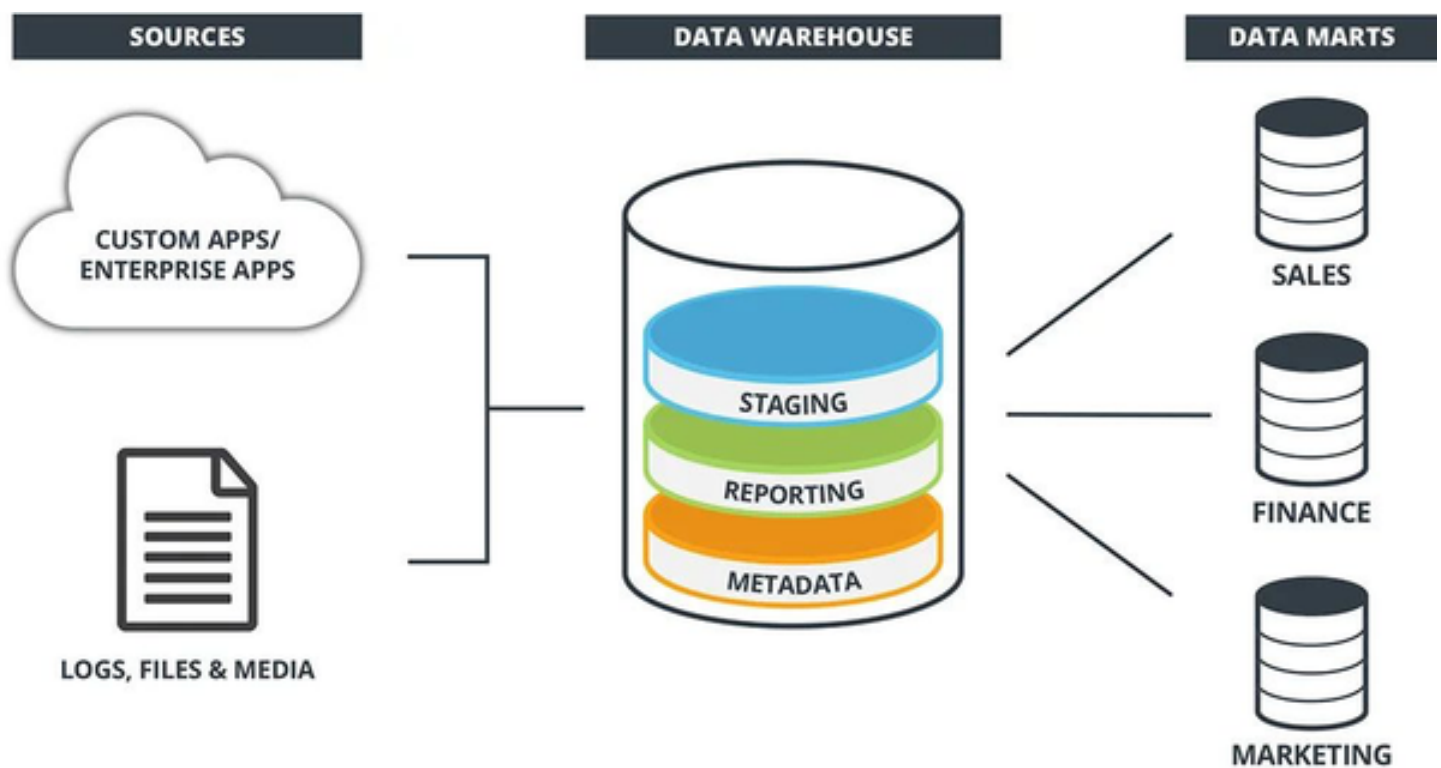 SOURCES
DATA WAREHOUSE
DATA MARTS
CUSTOM APPS/
ENTERPRISE APPS
LOGS, FILES & MEDIA
STAGING
REPORTING
METADATA
SALES
FINANCE
MARKETING